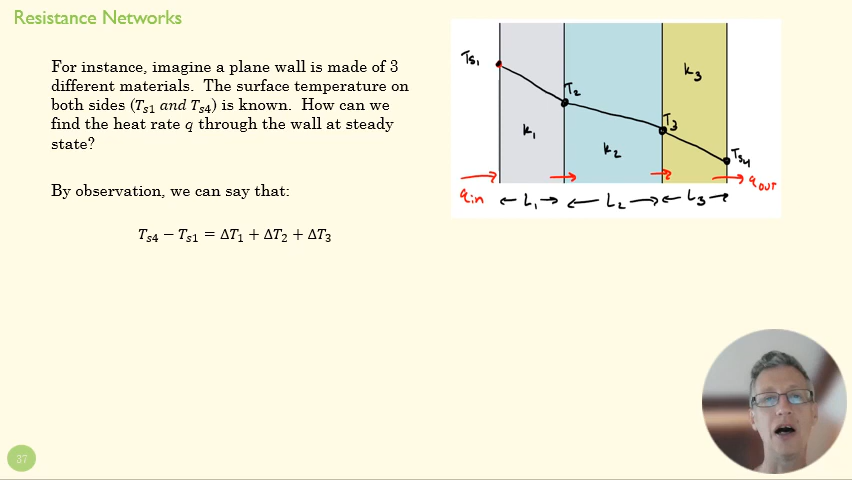 Resistance Networks
For instance, imagine a plane wall is made of 3
different materials. The surface temperature on
both sides (Ts1 and Ts4) is known. How can we
find the heat rate q through the wall at steady
state?
By observation, we can say that:
Ts4 − Ts1 = ΔT1 + ΔT2 + ΔT3
Ts1
T2
T3
Ts4
k1
k2
k3
qin
qout
L1
L2
L3
37